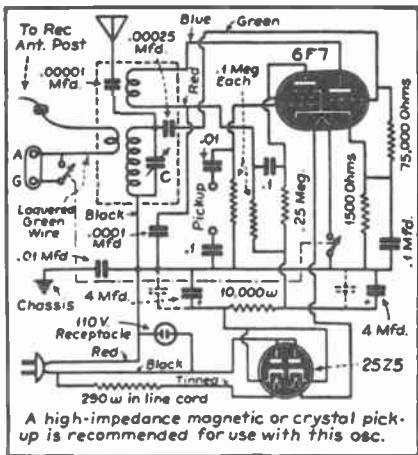 To Rec
Ant. Post
.00001
Mfd.
.00025
Mfd.
Blue
Green
Red
6F7
.1 Meg
Each
.01
75,000 Ohms
A
G
C
Pickup
.1
.25 Meg.
1500 Ohms
.1 Mfd.
Laquered
Green
Wire
Black
.0001
Mfd
.1
.01 Mfd
Chassis
4 Mfd.
10,000ω
4 Mfd.
110 V.
Receptacle
Red
Black
Tinned
25Z5
290ω in line cord
A high-impedance magnetic or crystal pick-
up is recommended for use with this osc.